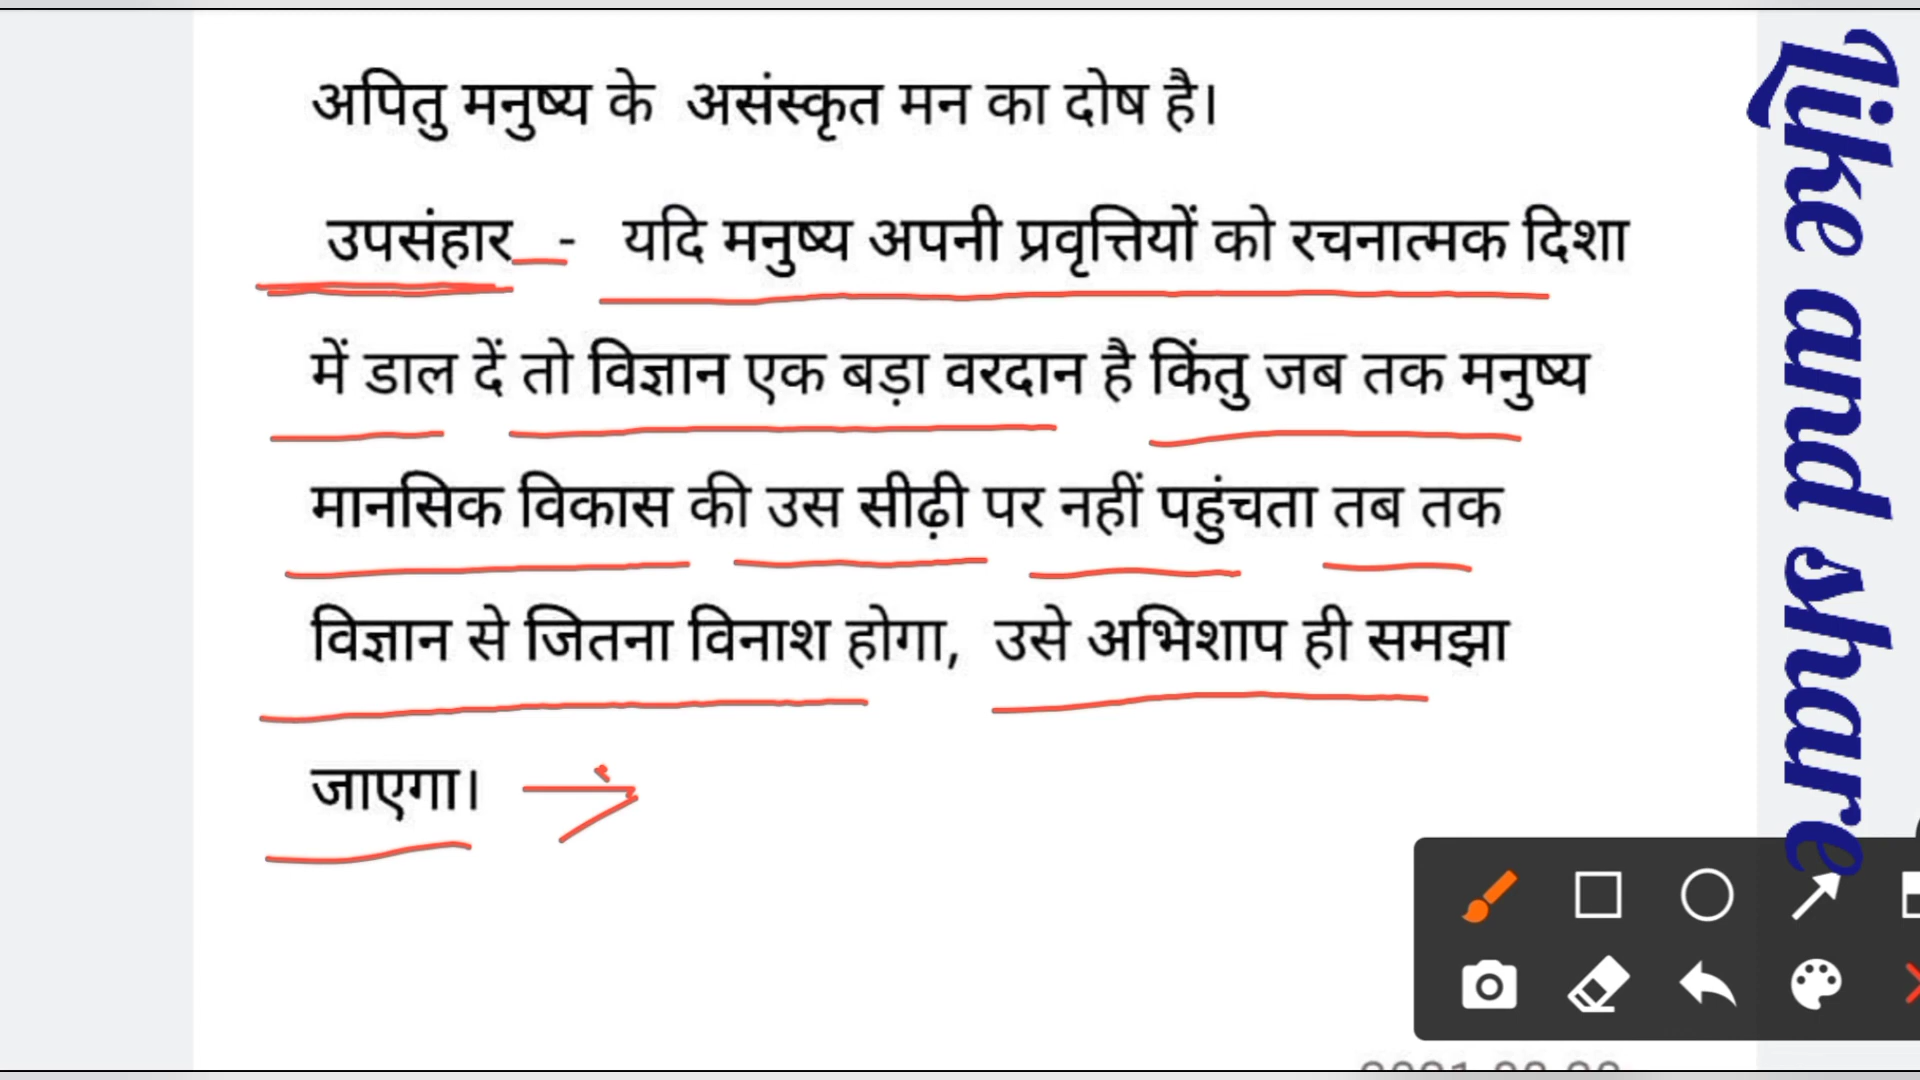 अपितु मनुष्य के असंस्कृत मन का दोष है।
उपसंहार - यदि मनुष्य अपनी प्रवृत्तियों को रचनात्मक दिशा
में डाल दें तो विज्ञान एक बड़ा वरदान है किंतु जब तक मनुष्य
मानसिक विकास की उस सीढ़ी पर नहीं पहुंचता तब तक
विज्ञान से जितना विनाश होगा, उसे अभिशाप ही समझा
जाएगा।
Like and share